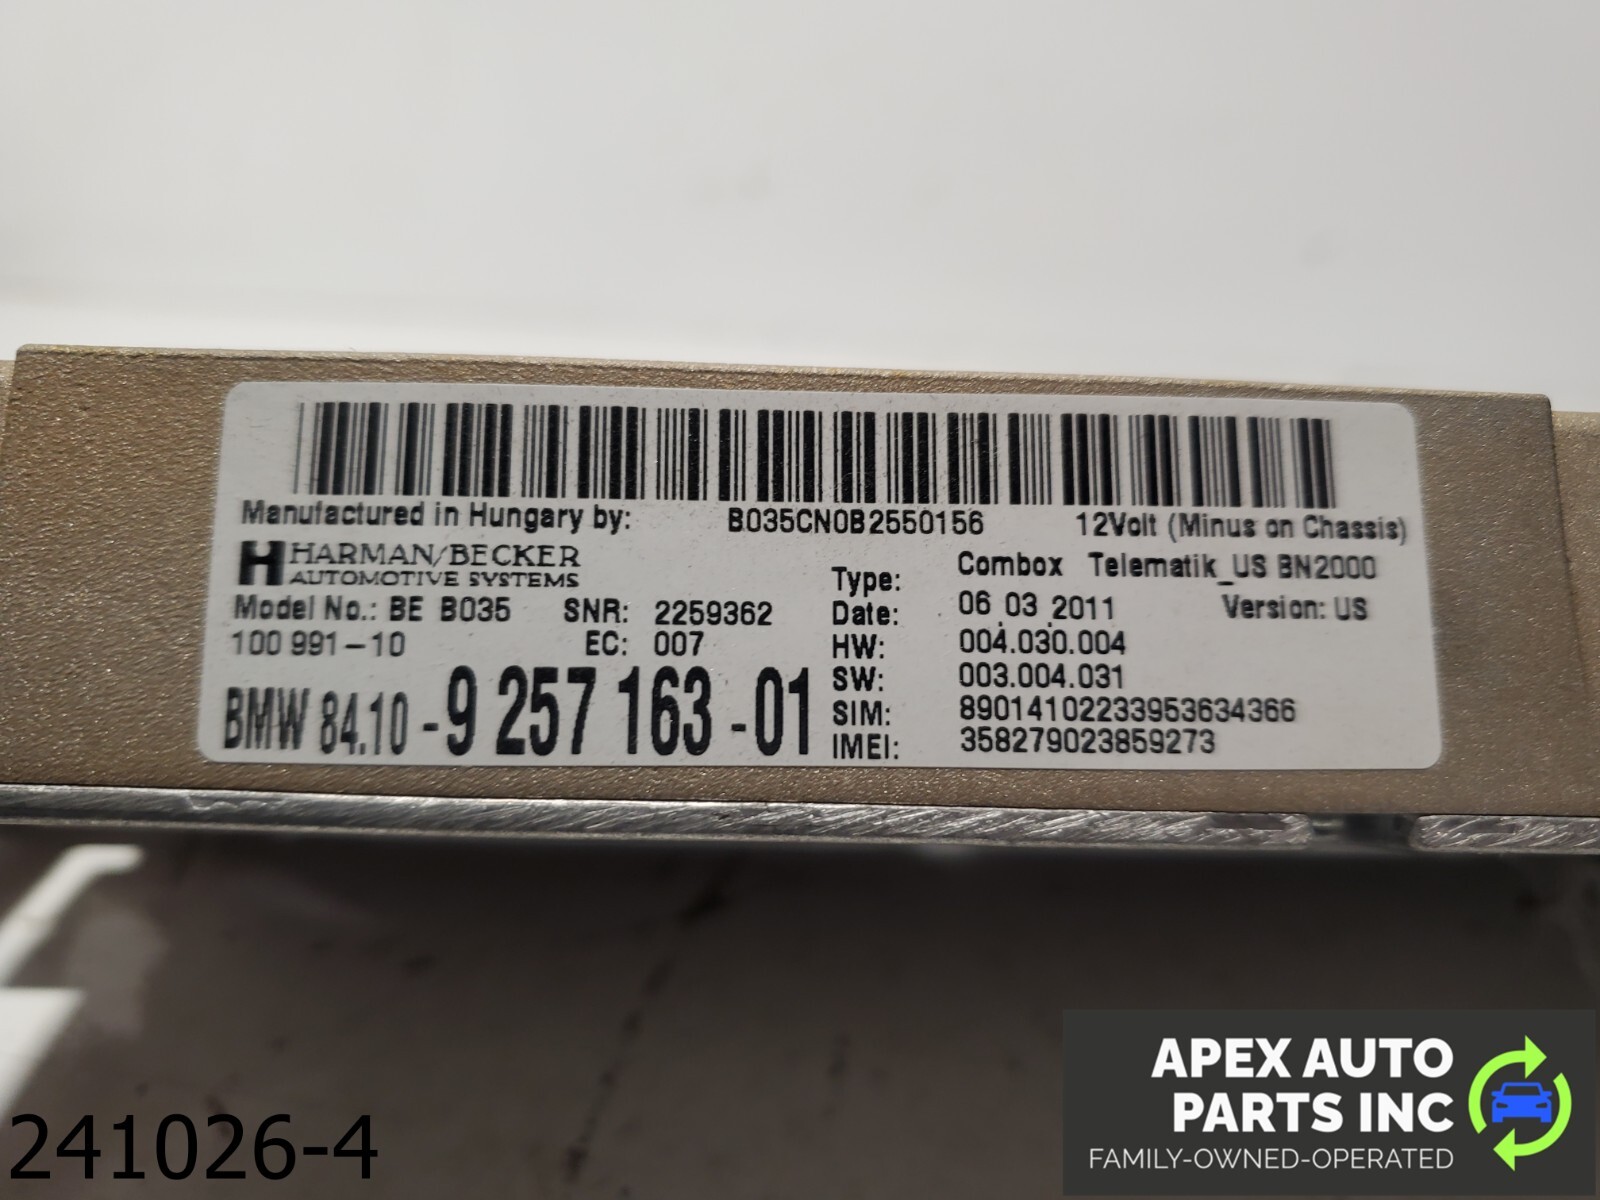 Manufactured in Hungary by: B035CN0B2550156 12Volt (Minus on Chassis)
HARMAN/BECKER
AUTOMOTIVE SYSTEMS
Type: Combox Telematik_US BN2000
Model No.: BE B035 SNR: 2259362
Date: 06.03.2011 Version: US
100 991-10 EC: 007
HW: 004.030.004
BMW 84.10 - 9 257 163 - 01
SW: 003.004.031
SIM: 89014102233953634366
IMEI: 358279023859273
241026-4
APEX AUTO
PARTS INC
FAMILY-OWNED-OPERATED